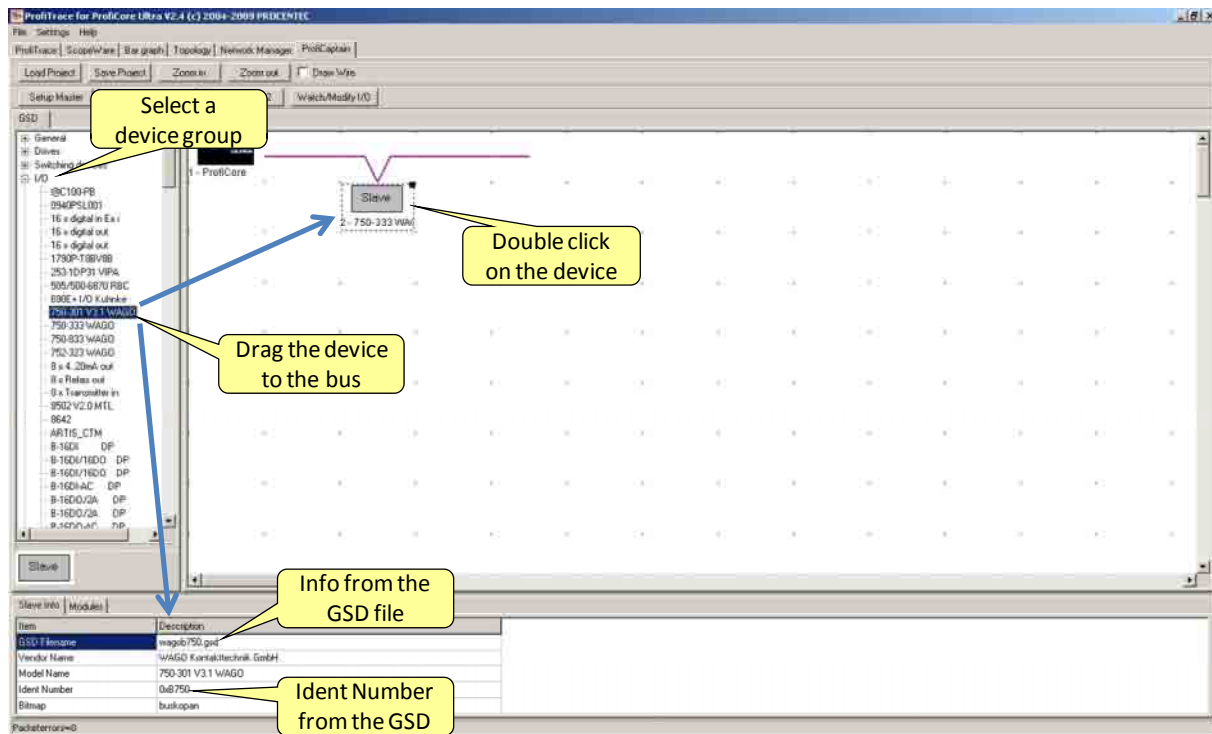 ProfiTrace for ProfiCore Ultra V2.4 (c) 2004-2009 PROCENTEC
File Settings Help
ProfiTrace ScopeWare Bar graph Topology Network Manager ProfiCaptain
Load Project Save Project Zoom in Zoom out Draw Wire
Setup Master Watch/Modify I/O
GSD
Select a
device group
General
Drives
Switching
I/O
1 - ProfiCore
Slave
2 - 750-333 WAG
Double click
on the device
IBC100-PB
0940PSL001
16 x digital in Ex i
16 x digital out
16 x digital out
1790P-T8BV8B
253-1DP31 VIPA
505/500-6870 RBC
680E + I/O Kuhnke
750-301 V3.1 WAGO
750-333 WAGO
750-833 WAGO
752-323 WAGO
8 x 4..20mA out
8 x Relais out
8 x Transmitter in
9502 V2.0 MTL
8642
ARTIS_CTM
B-16DI DP
B-16DI/16DO DP
B-16DI/16DO DP
B-16DI-AC DP
B-16DO/2A DP
B-16DO/2A DP
B-16DO-AC DP
Drag the device
to the bus
Slave
Info from the
GSD file
Slave info Modules
Item Description
GSD Filename wagob750.gsd
Vendor Name WAGO Kontakttechnik GmbH
Model Name 750-301 V3.1 WAGO
Ident Number 0xB750
Bitmap buskopan
Ident Number
from the GSD
Packeterrors=0